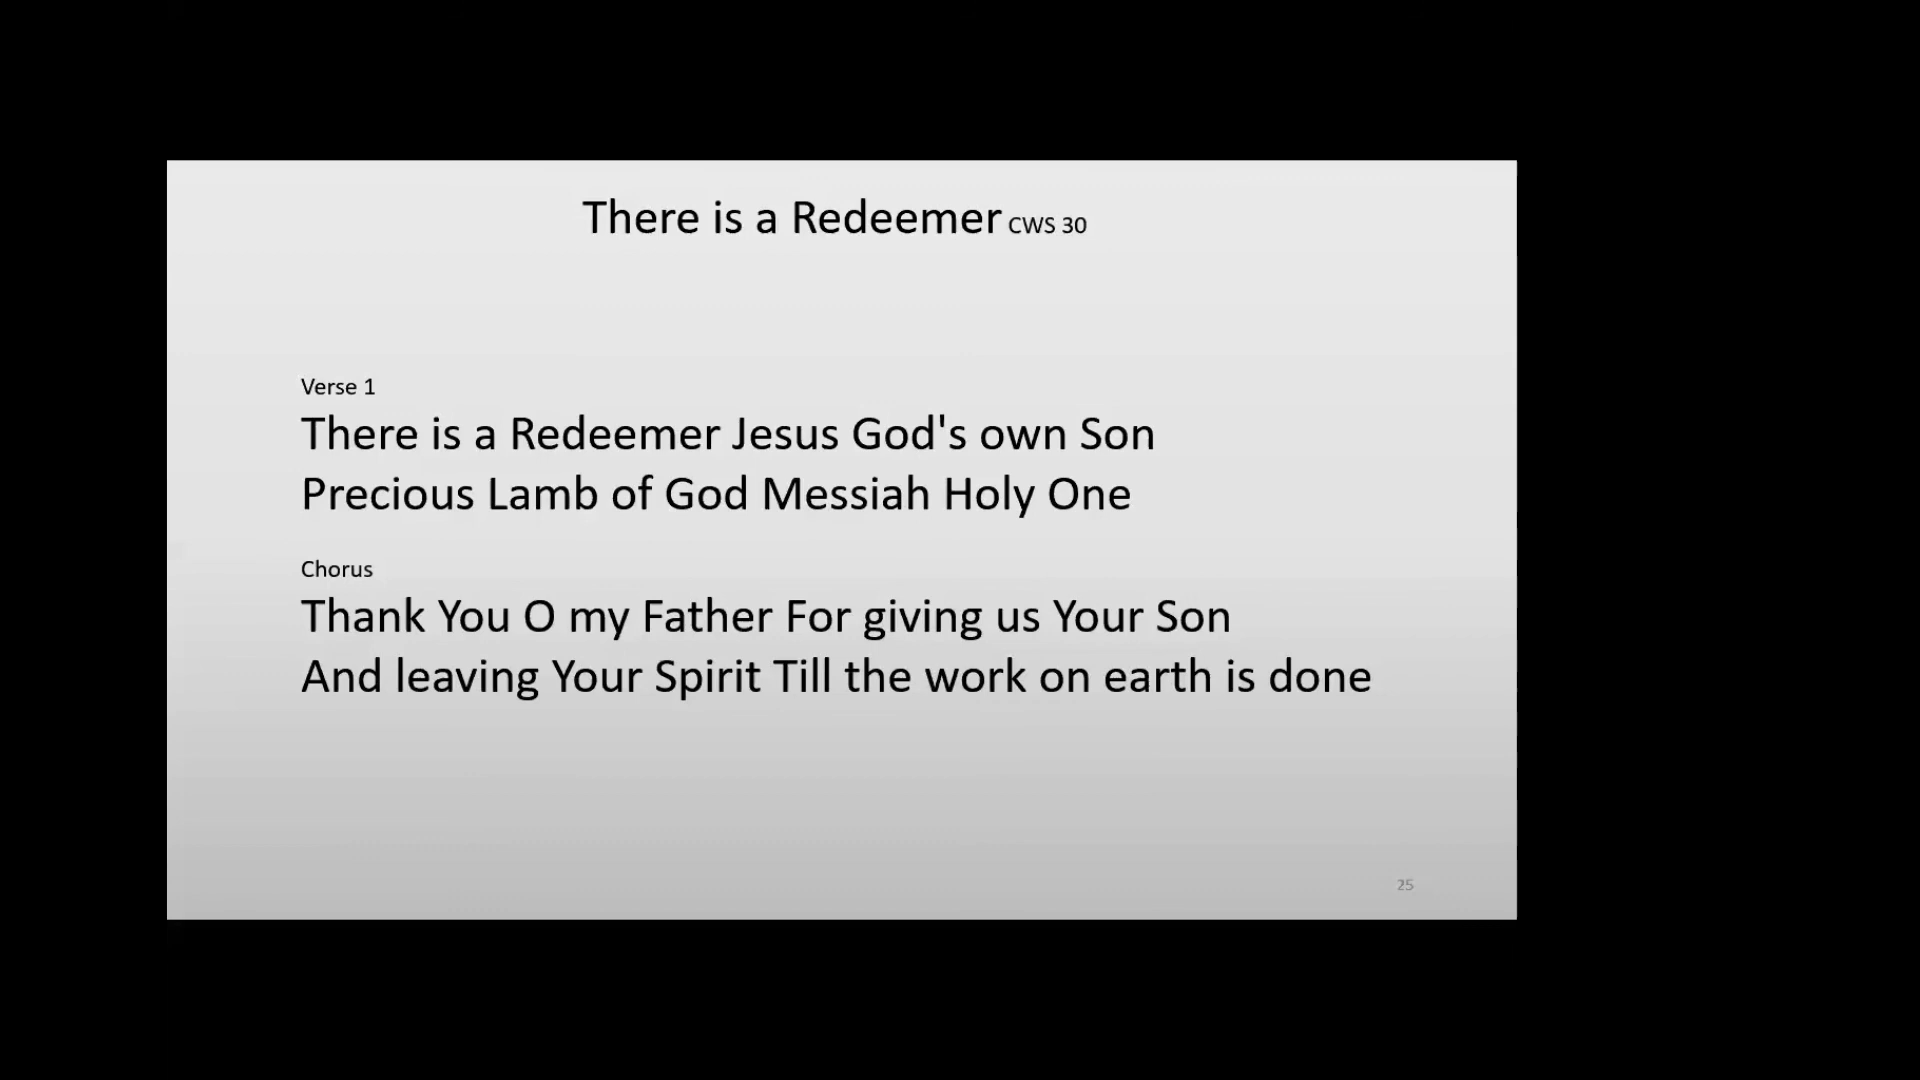 There is a Redeemer CWS 30
Verse 1
There is a Redeemer Jesus God's own Son
Precious Lamb of God Messiah Holy One
Chorus
Thank You O my Father For giving us Your Son
And leaving Your Spirit Till the work on earth is done
25